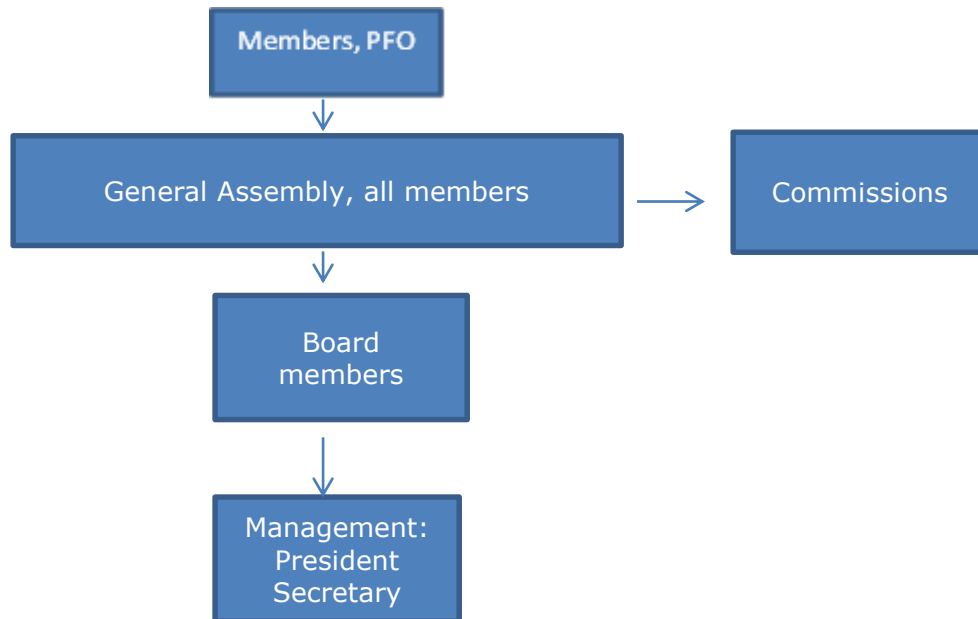 Members, PFO
General Assembly, all members
Commissions
Board
members
Management:
President
Secretary